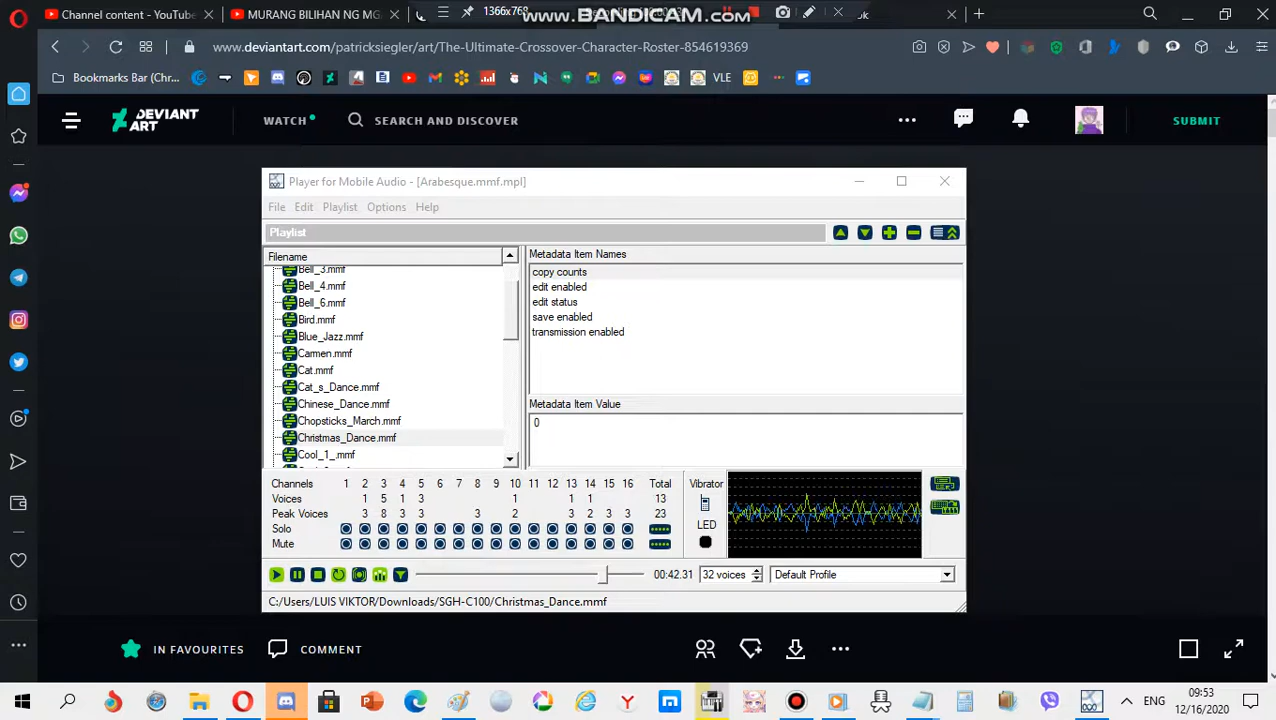 Channel content - YouTube
MURANG BILIHAN NG MG
1366x768
www.BANDICAM.com
www.deviantart.com/patricksiegler/art/The-Ultimate-Crossover-Character-Roster-854619369
Bookmarks Bar (Chr...
VLE
DEVIANT
ART
WATCH
SEARCH AND DISCOVER
SUBMIT
Player for Mobile Audio - [Arabesque.mmf.mpl]
File Edit Playlist Options Help
Playlist
Filename
Bell_3.mmf
Bell_4.mmf
Bell_6.mmf
Bird.mmf
Blue_Jazz.mmf
Carmen.mmf
Cat.mmf
Cat_s_Dance.mmf
Chinese_Dance.mmf
Chopsticks_March.mmf
Christmas_Dance.mmf
Cool_1_.mmf
Metadata Item Names
copy counts
edit enabled
edit status
save enabled
transmission enabled
Metadata Item Value
0
Channels 1 2 3 4 5 6 7 8 9 10 11 12 13 14 15 16 Total
Voices 1 5 1 3 1 1 1 13
Peak Voices 3 8 3 3 3 2 3 2 3 3 23
Solo
Mute
Vibrator
LED
00:42.31
32 voices
Default Profile
C:/Users/LUIS VIKTOR/Downloads/SGH-C100/Christmas_Dance.mmf
IN FAVOURITES
COMMENT
ENG
09:53
12/16/2020